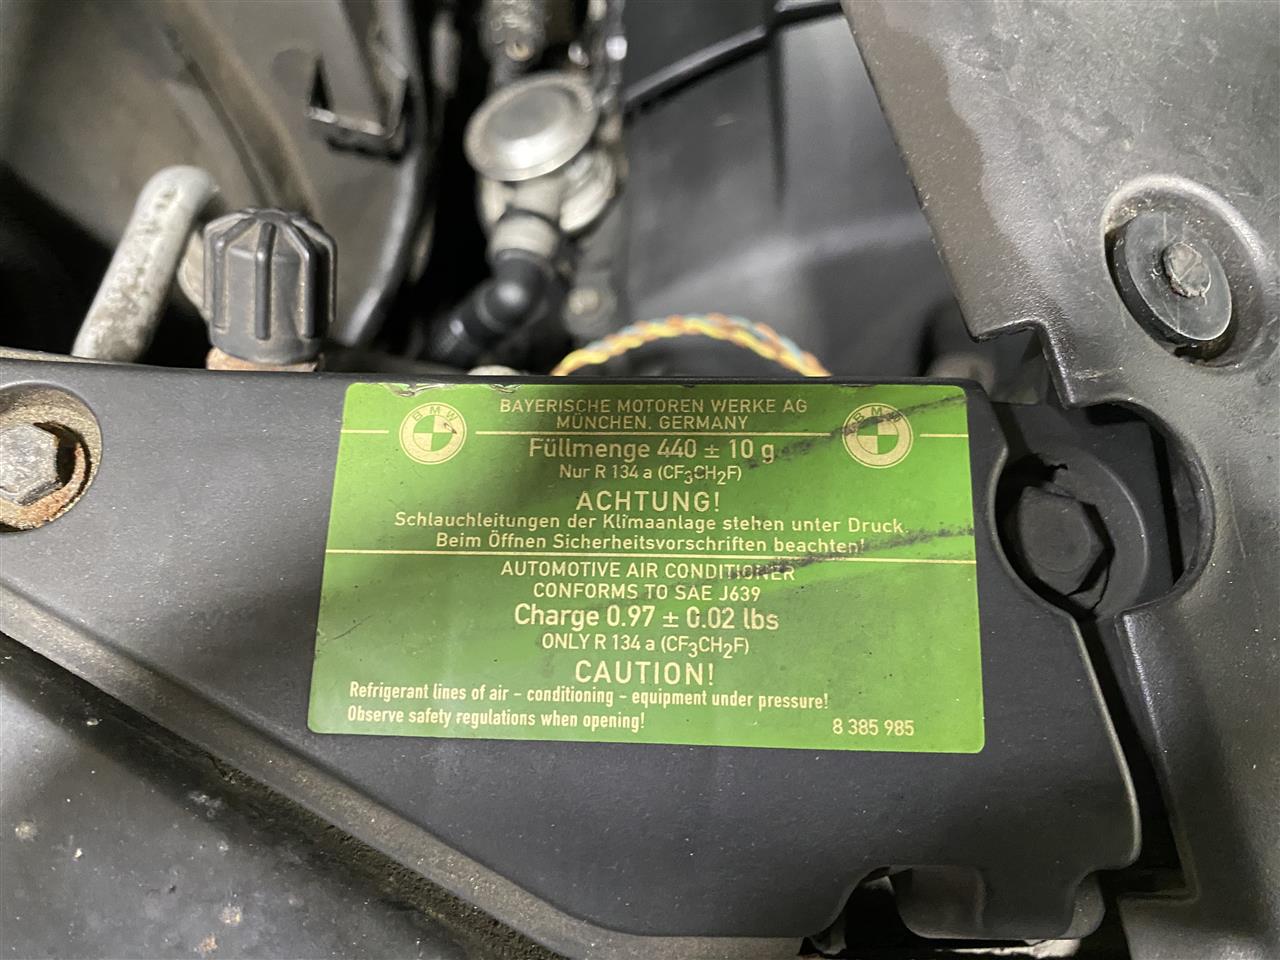 BMW
BMW
BAYERISCHE MOTOREN WERKE AG
MÜNCHEN, GERMANY
Füllmenge 440 ± 10 g
Nur R 134 a (CF3CH2F)
ACHTUNG!
Schlauchleitungen der Klimaanlage stehen unter Druck.
Beim Öffnen Sicherheitsvorschriften beachten!
AUTOMOTIVE AIR CONDITIONER
CONFORMS TO SAE J639
Charge 0.97 ± 0.02 lbs
ONLY R 134 a (CF3CH2F)
CAUTION!
Refrigerant lines of air - conditioning - equipment under pressure!
Observe safety regulations when opening!
8 385 985